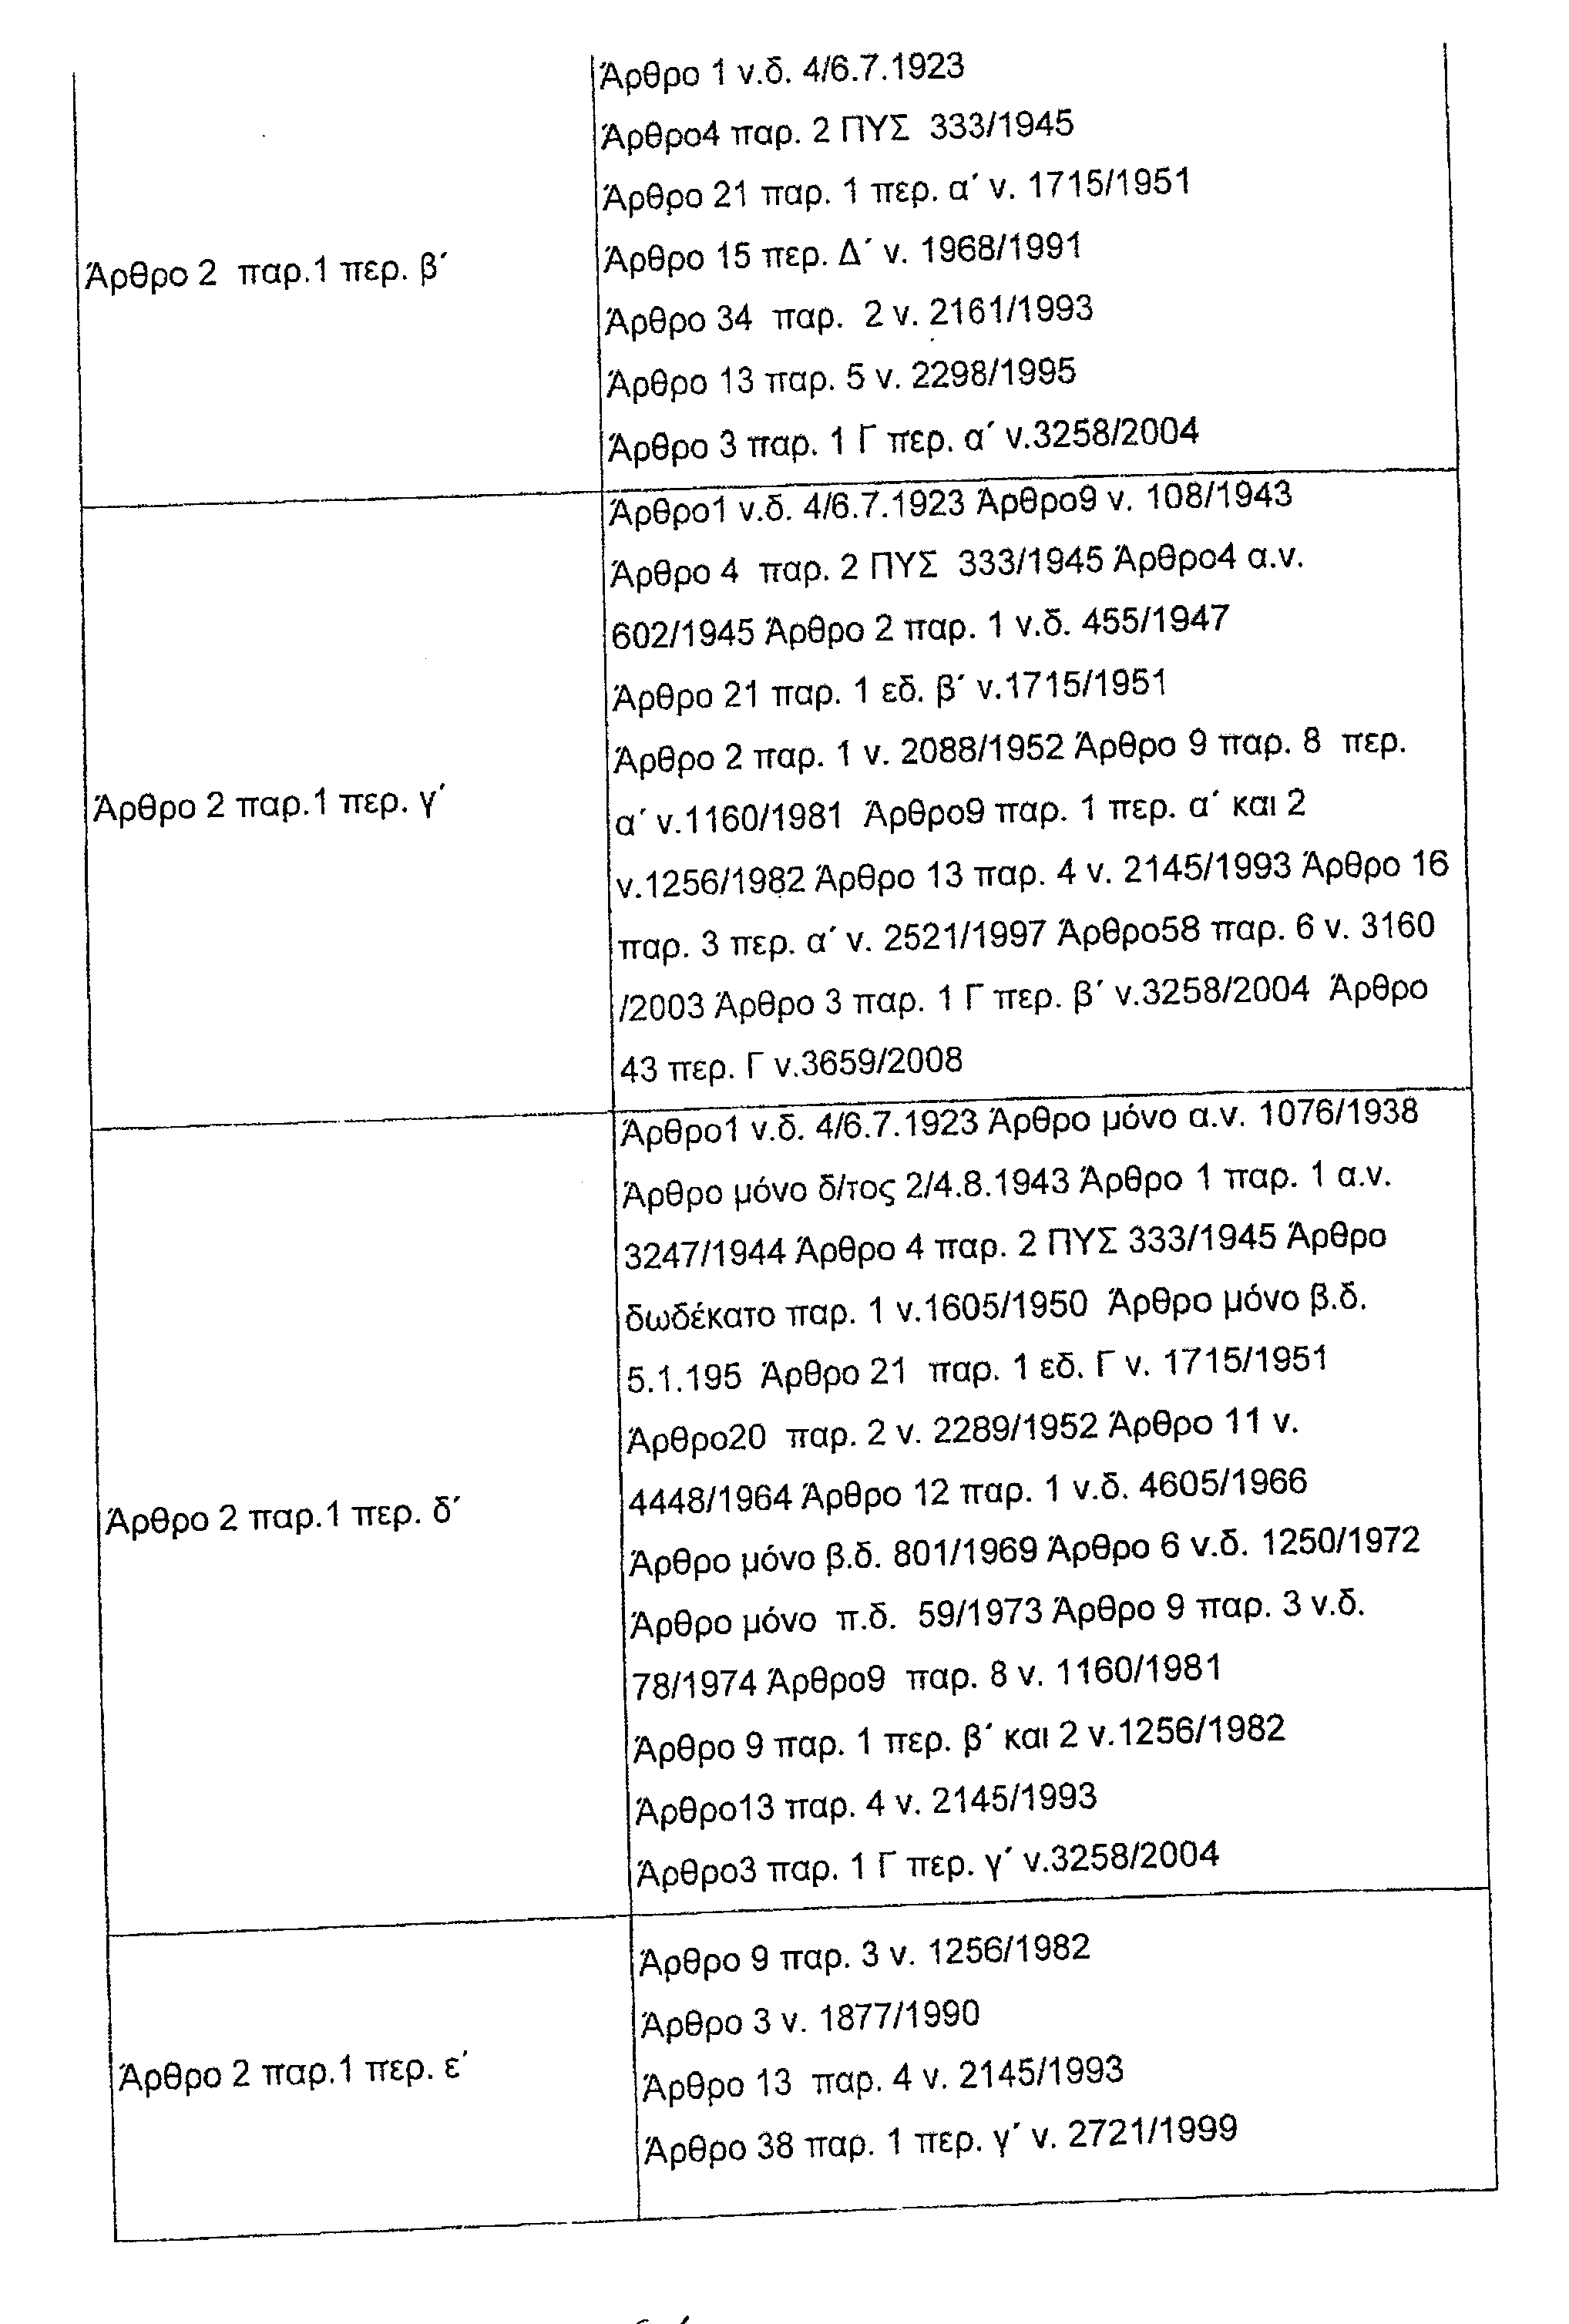 Άρθρο 2  παρ.1 περ. β΄
Άρθρο 1 ν.δ. 4/6.7.1923
Άρθρο4 παρ. 2 ΠΥΣ  333/1945
Άρθρο 21 παρ. 1 περ. α΄ ν. 1715/1951
Άρθρο 15 περ. Δ΄ ν. 1968/1991
Άρθρο 34  παρ.  2 ν. 2161/1993
Άρθρο 13 παρ. 5 ν. 2298/1995
Άρθρο 3 παρ. 1 Γ περ. α΄ ν.3258/2004
Άρθρο 2 παρ.1 περ. γ΄
Άρθρο1 ν.δ. 4/6.7.1923 Άρθρο9 ν. 108/1943
Άρθρο 4  παρ. 2 ΠΥΣ  333/1945 Άρθρο4 α.ν.
602/1945 Άρθρο 2 παρ. 1 ν.δ. 455/1947
Άρθρο 21 παρ. 1 εδ. β΄ ν.1715/1951
Άρθρο 2 παρ. 1 ν. 2088/1952 Άρθρο 9 παρ. 8  περ.
α΄ ν.1160/1981  Άρθρο9 παρ. 1 περ. α΄ και 2
ν.1256/1982 Άρθρο 13 παρ. 4 ν. 2145/1993 Άρθρο 16
παρ. 3 περ. α΄ ν. 2521/1997 Άρθρο58 παρ. 6 ν. 3160
/2003 Άρθρο 3 παρ. 1 Γ περ. β΄ ν.3258/2004  Άρθρο
43 περ. Γ ν.3659/2008
Άρθρο 2 παρ.1 περ. δ΄
Άρθρο1 ν.δ. 4/6.7.1923 Άρθρο μόνο α.ν. 1076/1938
Άρθρο μόνο δ/τος 2/4.8.1943 Άρθρο 1 παρ. 1 α.ν.
3247/1944 Άρθρο 4 παρ. 2 ΠΥΣ 333/1945 Άρθρο
δωδέκατο παρ. 1 ν.1605/1950  Άρθρο μόνο β.δ.
5.1.195  Άρθρο 21  παρ. 1 εδ. Γ ν. 1715/1951
Άρθρο20  παρ. 2 ν. 2289/1952 Άρθρο 11 ν.
4448/1964 Άρθρο 12 παρ. 1 ν.δ. 4605/1966
Άρθρο μόνο β.δ. 801/1969 Άρθρο 6 ν.δ. 1250/1972
Άρθρο μόνο  π.δ.  59/1973 Άρθρο 9 παρ. 3 ν.δ.
78/1974 Άρθρο9  παρ. 8 ν. 1160/1981
Άρθρο 9 παρ. 1 περ. β΄ και 2 ν.1256/1982
Άρθρο13 παρ. 4 ν. 2145/1993
Άρθρο3 παρ. 1 Γ περ. γ΄ ν.3258/2004
Άρθρο 2 παρ.1 περ. ε΄
Άρθρο 9 παρ. 3 ν. 1256/1982
Άρθρο 3 ν. 1877/1990
Άρθρο 13  παρ. 4 ν. 2145/1993
Άρθρο 38 παρ. 1 περ. γ΄ ν. 2721/1999